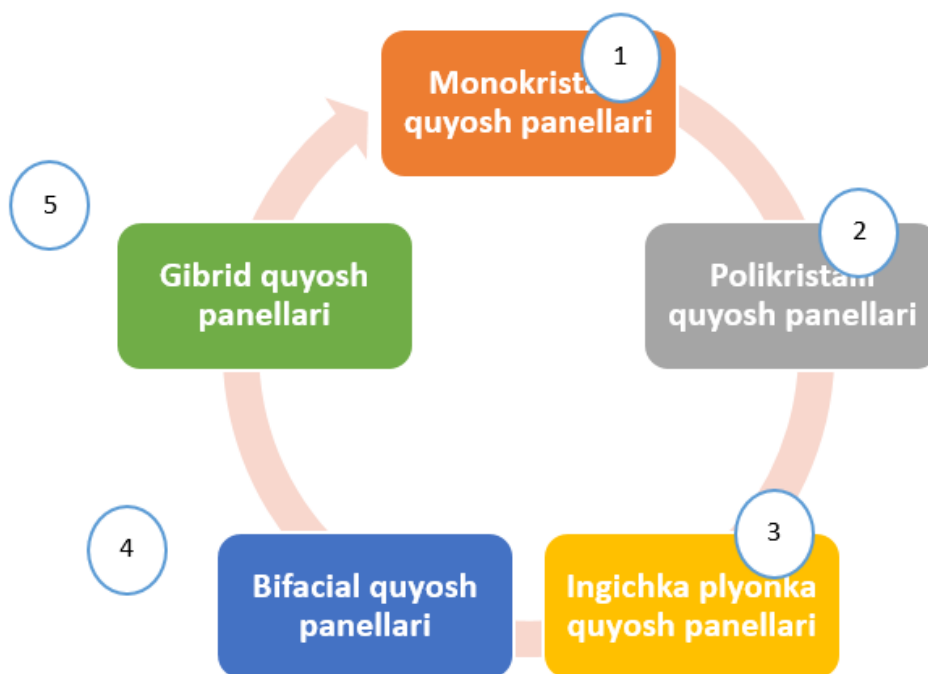 1
Monokrista
quyosh panellari
2
Polikristall
quyosh panellari
3
Ingichka plyonka
quyosh panellari
4
Bifacial quyosh
panellari
5
Gibrid quyosh
panellari